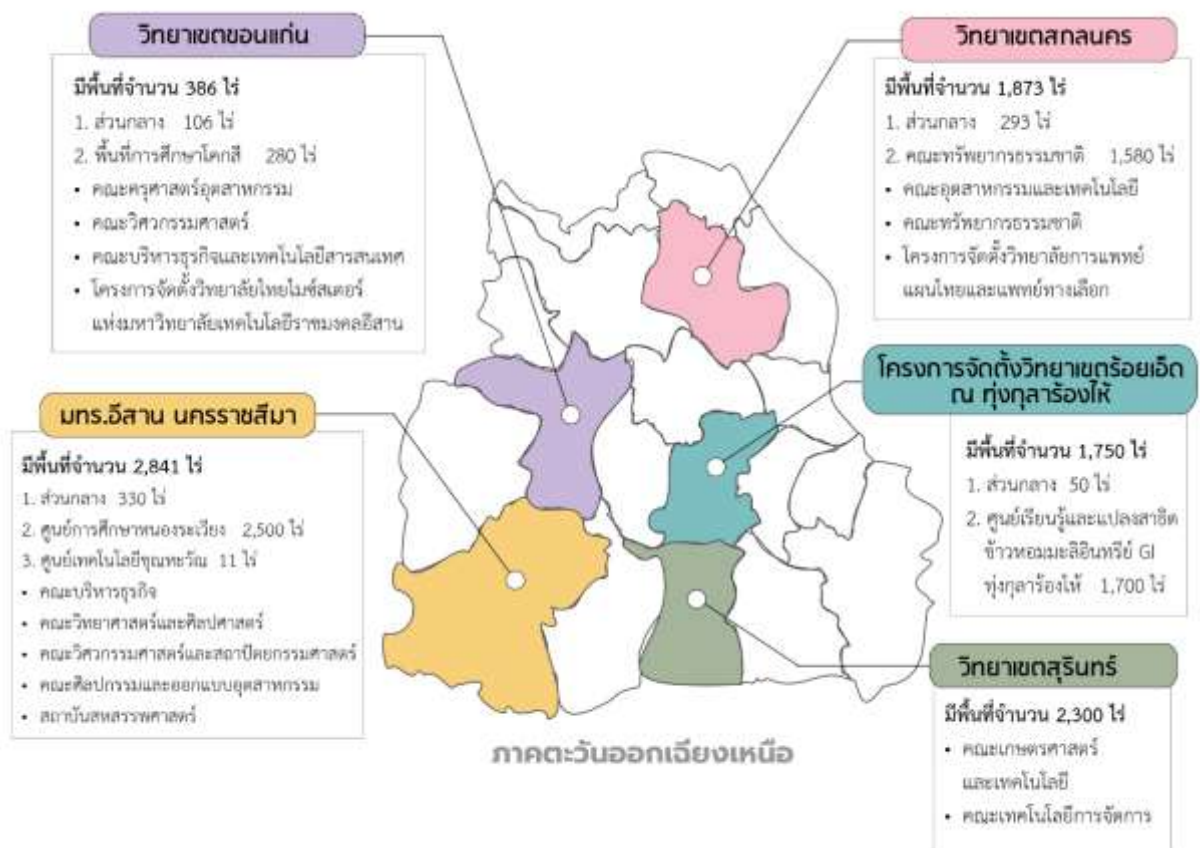 วิทยาเขตขอนแก่น
มีพื้นที่จำนวน 386 ไร่
1. ส่วนกลาง 106 ไร่
2. พื้นที่การศึกษาโคกสี 280 ไร่
• คณะครุศาสตร์อุตสาหกรรม
• คณะวิศวกรรมศาสตร์
• คณะบริหารธุรกิจและเทคโนโลยีสารสนเทศ
• โครงการจัดตั้งวิทยาลัยไทยไมซ์สเตอร์
แห่งมหาวิทยาลัยเทคโนโลยีราชมงคลอีสาน
วิทยาเขตสกลนคร
มีพื้นที่จำนวน 1,873 ไร่
1. ส่วนกลาง 293 ไร่
2. คณะทรัพยากรธรรมชาติ 1,580 ไร่
• คณะอุตสาหกรรมและเทคโนโลยี
• คณะทรัพยากรธรรมชาติ
• โครงการจัดตั้งวิทยาลัยการแพทย์
แผนไทยและแพทย์ทางเลือก
มทร.อีสาน นครราชสีมา
มีพื้นที่จำนวน 2,841 ไร่
1. ส่วนกลาง 330 ไร่
2. ศูนย์การศึกษาหนองระเวียง 2,500 ไร่
3. ศูนย์เทคโนโลยีชุณหะวัณ 11 ไร่
• คณะบริหารธุรกิจ
• คณะวิทยาศาสตร์และศิลปศาสตร์
• คณะวิศวกรรมศาสตร์และสถาปัตยกรรมศาสตร์
• คณะศิลปกรรมและออกแบบอุตสาหกรรม
• สถาบันสหสรรพศาสตร์
โครงการจัดตั้งวิทยาเขตร้อยเอ็ด
ณ ทุ่งกุลาร้องไห้
มีพื้นที่จำนวน 1,750 ไร่
1. ส่วนกลาง 50 ไร่
2. ศูนย์เรียนรู้และแปลงสาธิต
ข้าวหอมมะลิอินทรีย์ GI
ทุ่งกุลาร้องไห้ 1,700 ไร่
วิทยาเขตสุรินทร์
มีพื้นที่จำนวน 2,300 ไร่
• คณะเกษตรศาสตร์
และเทคโนโลยี
• คณะเทคโนโลยีการจัดการ
ภาคตะวันออกเฉียงเหนือ